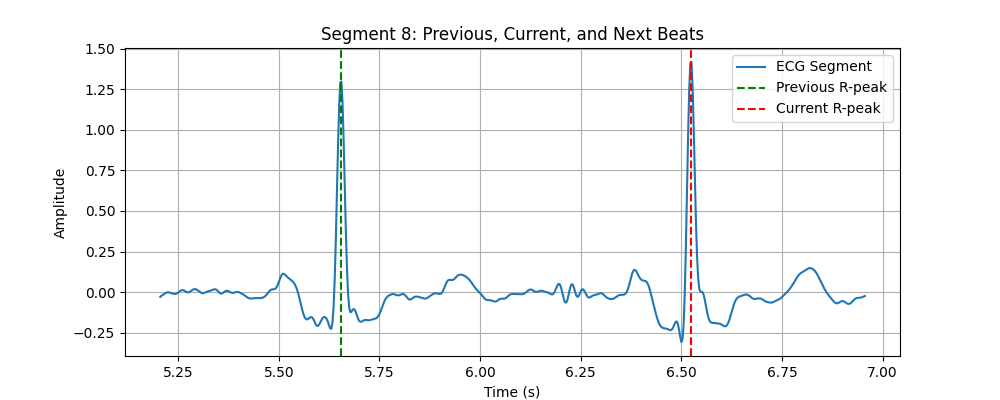 Segment 8: Previous, Current, and Next Beats
1.50
1.25
1.00
0.75
0.50
0.25
0.00
−0.25
Amplitude
ECG Segment
Previous R-peak
Current R-peak
5.25 5.50 5.75 6.00 6.25 6.50 6.75 7.00
Time (s)